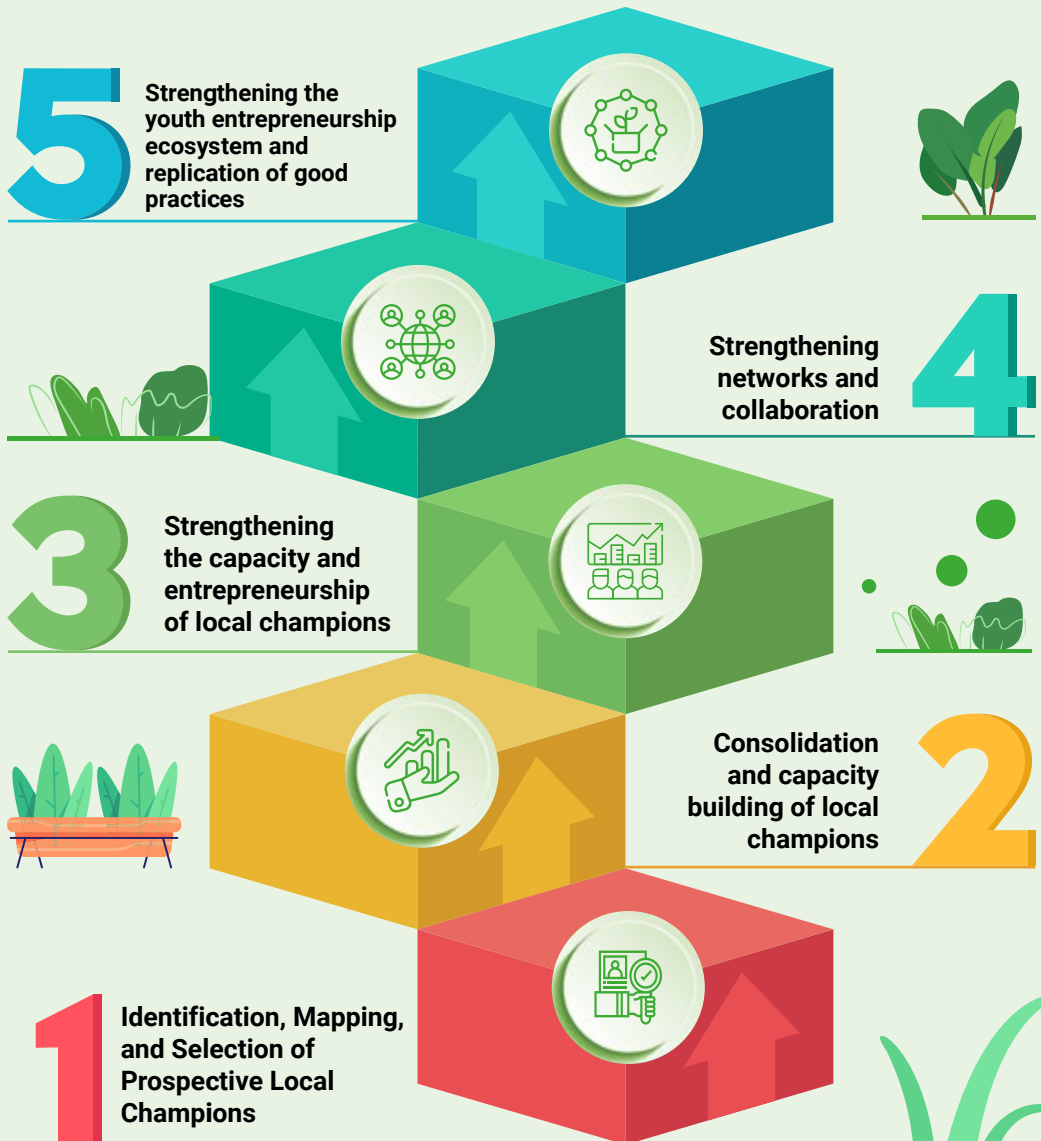 5
Strengthening the
youth entrepreneurship
ecosystem and
replication of good
practices
4
Strengthening
networks and
collaboration
3
Strengthening
the capacity and
entrepreneurship
of local champions
2
Consolidation
and capacity
building of local
champions
1
Identification, Mapping,
and Selection of
Prospective Local
Champions